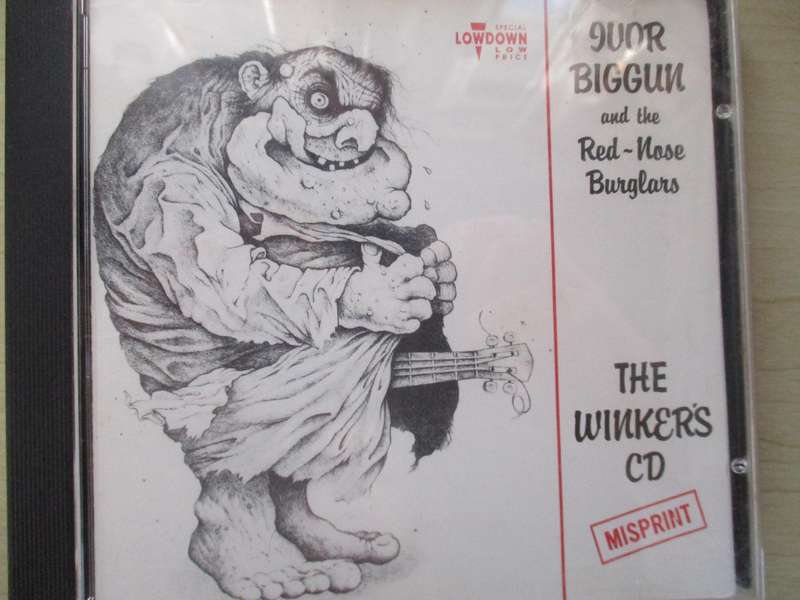 SPECIAL
LOWDOWN
LOW
PRICE
IVOR
BIGGUN
and the
Red~Nose
Burglars
THE
WINKER'S
CD
MISPRINT